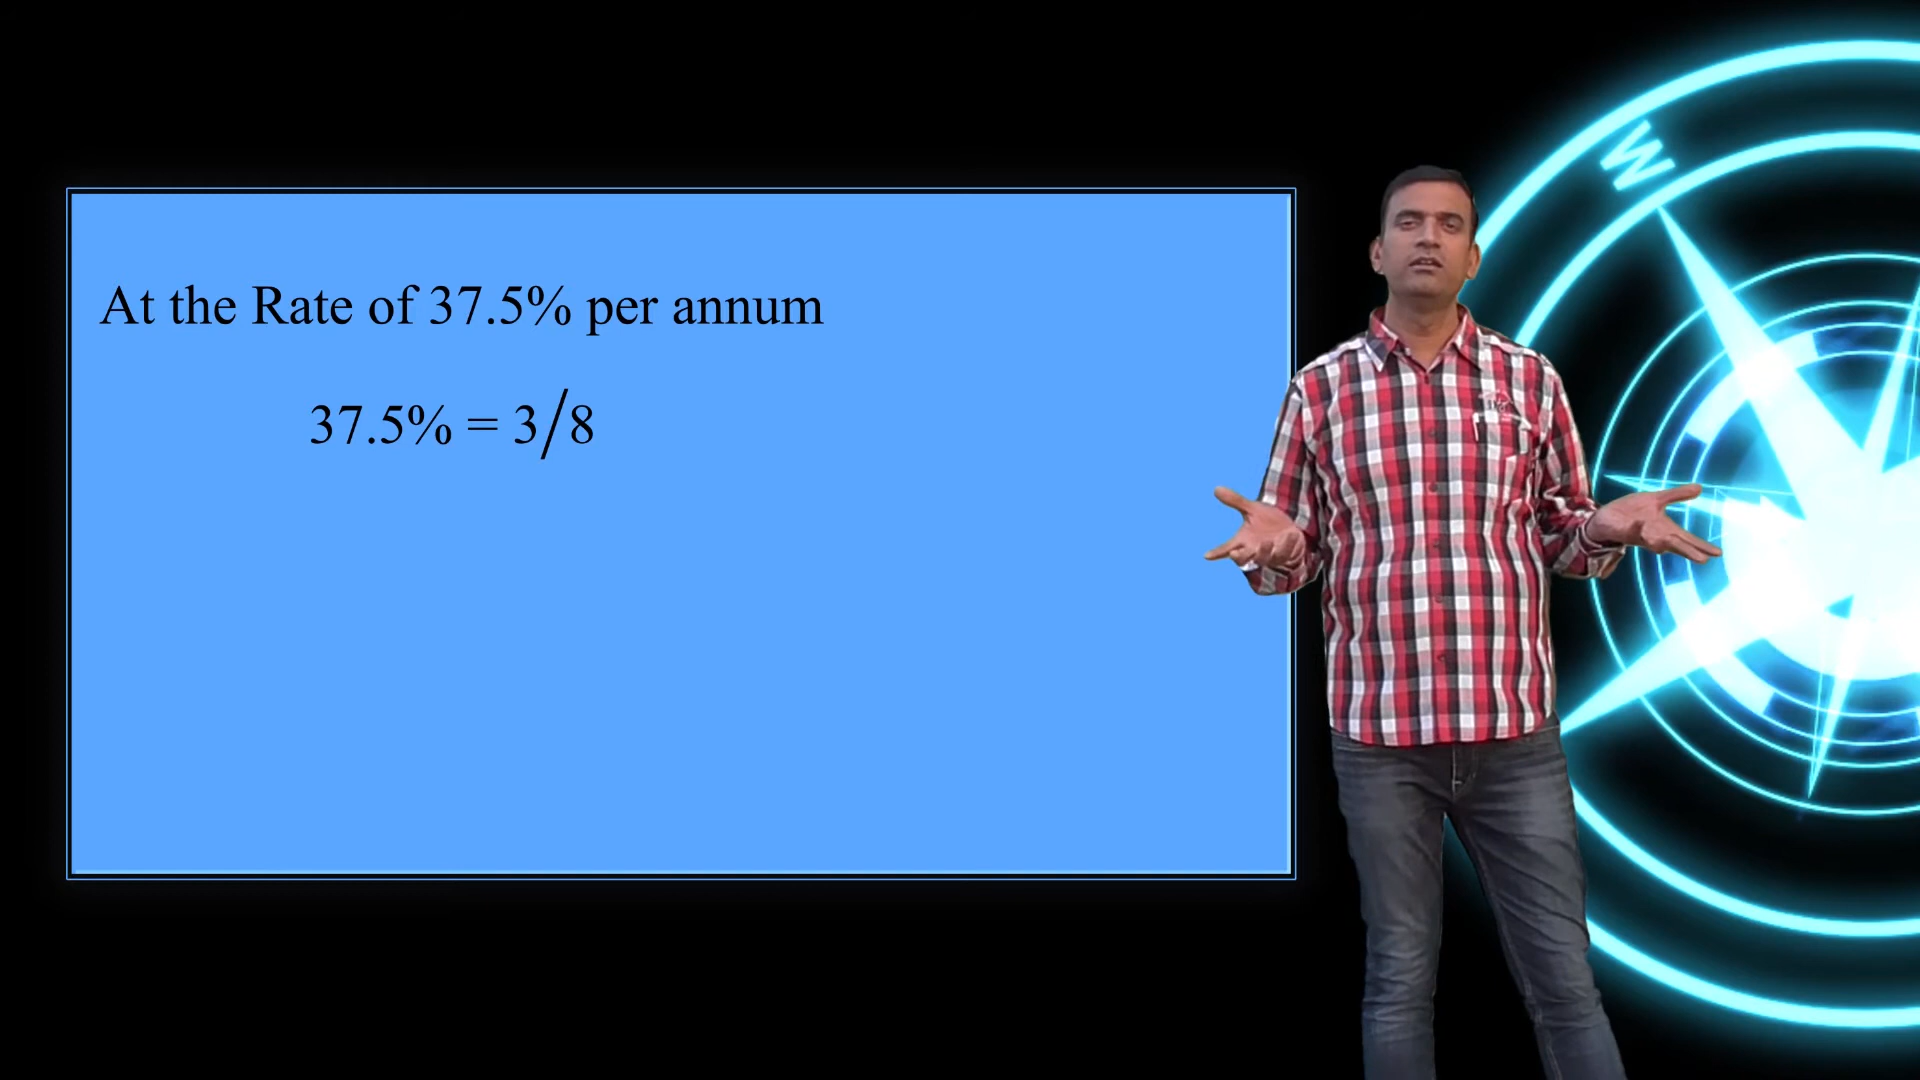 At the Rate of 37.5% per annum
37.5% = 3/8
W